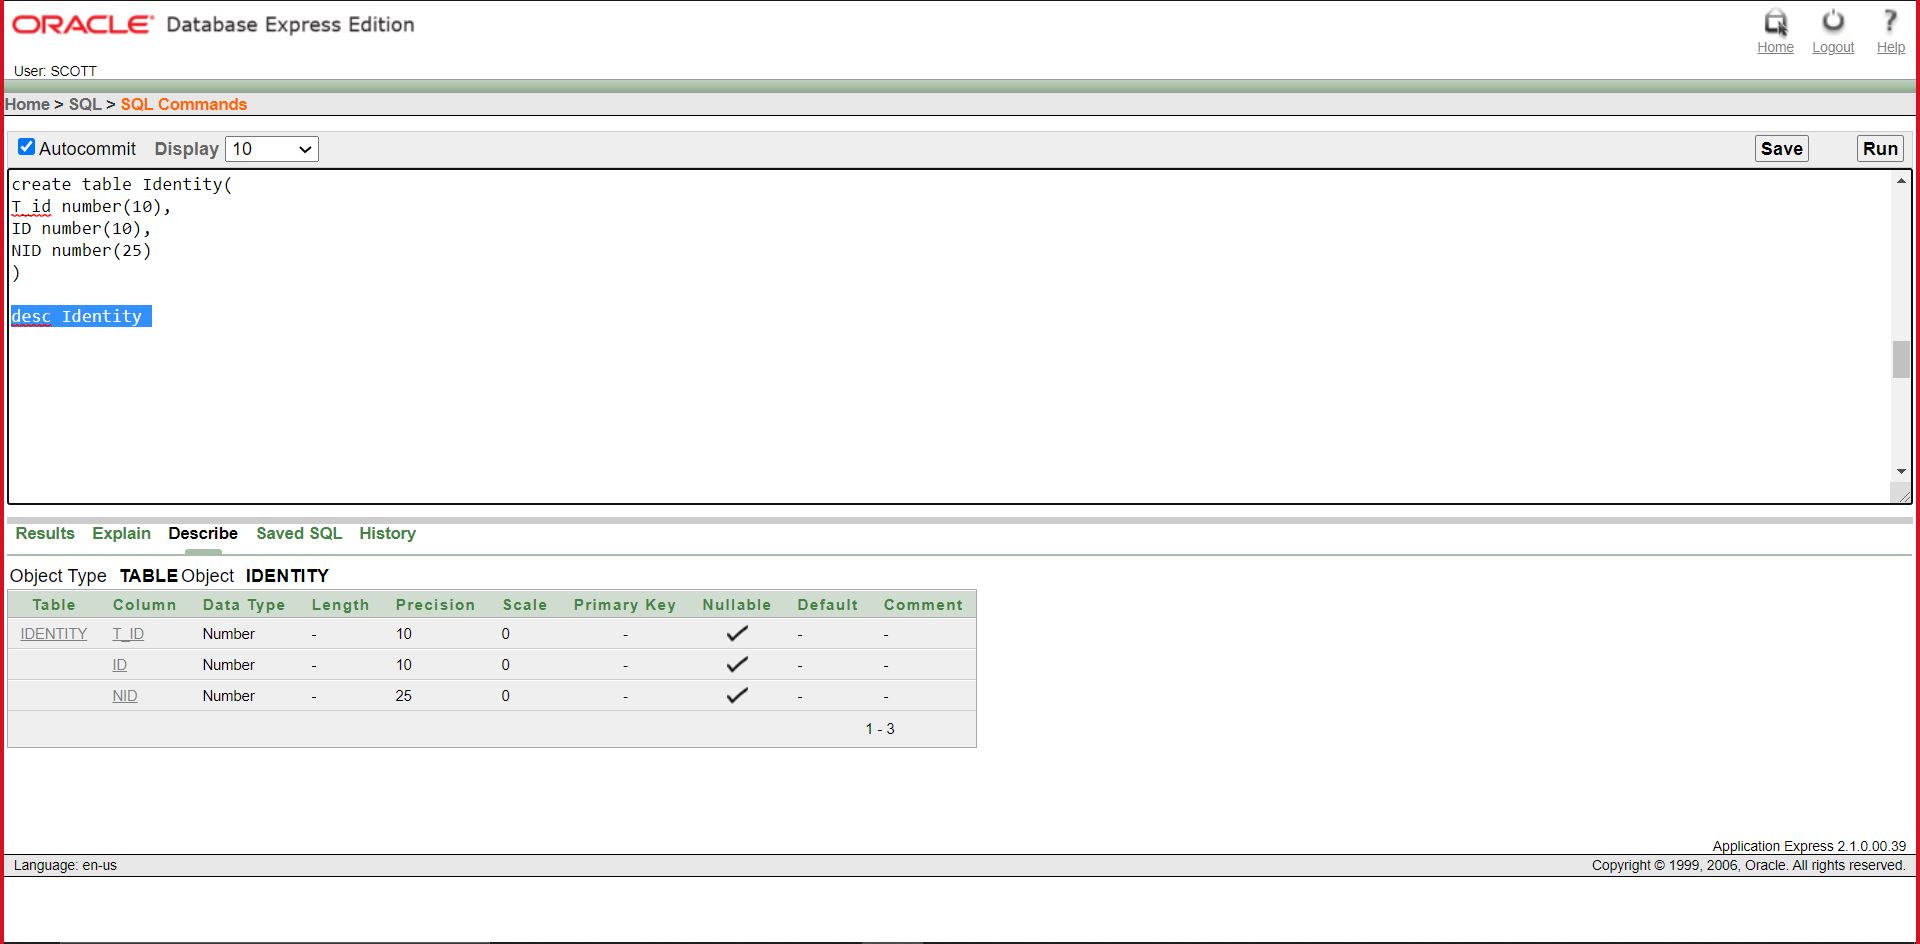 ORACLE Database Express Edition
Home Logout Help
User: SCOTT
Home > SQL > SQL Commands
Autocommit Display 10 Save Run
create table Identity(
T_id number(10),
ID number(10),
NID number(25)
)
desc Identity
Results Explain Describe Saved SQL History
Object Type TABLE Object IDENTITY
Table Column Data Type Length Precision Scale Primary Key Nullable Default Comment
IDENTITY T_ID Number - 10 0 - - -
ID Number - 10 0 - - -
NID Number - 25 0 - - -
1 - 3
Application Express 2.1.0.00.39
Language: en-us Copyright © 1999, 2006, Oracle. All rights reserved.